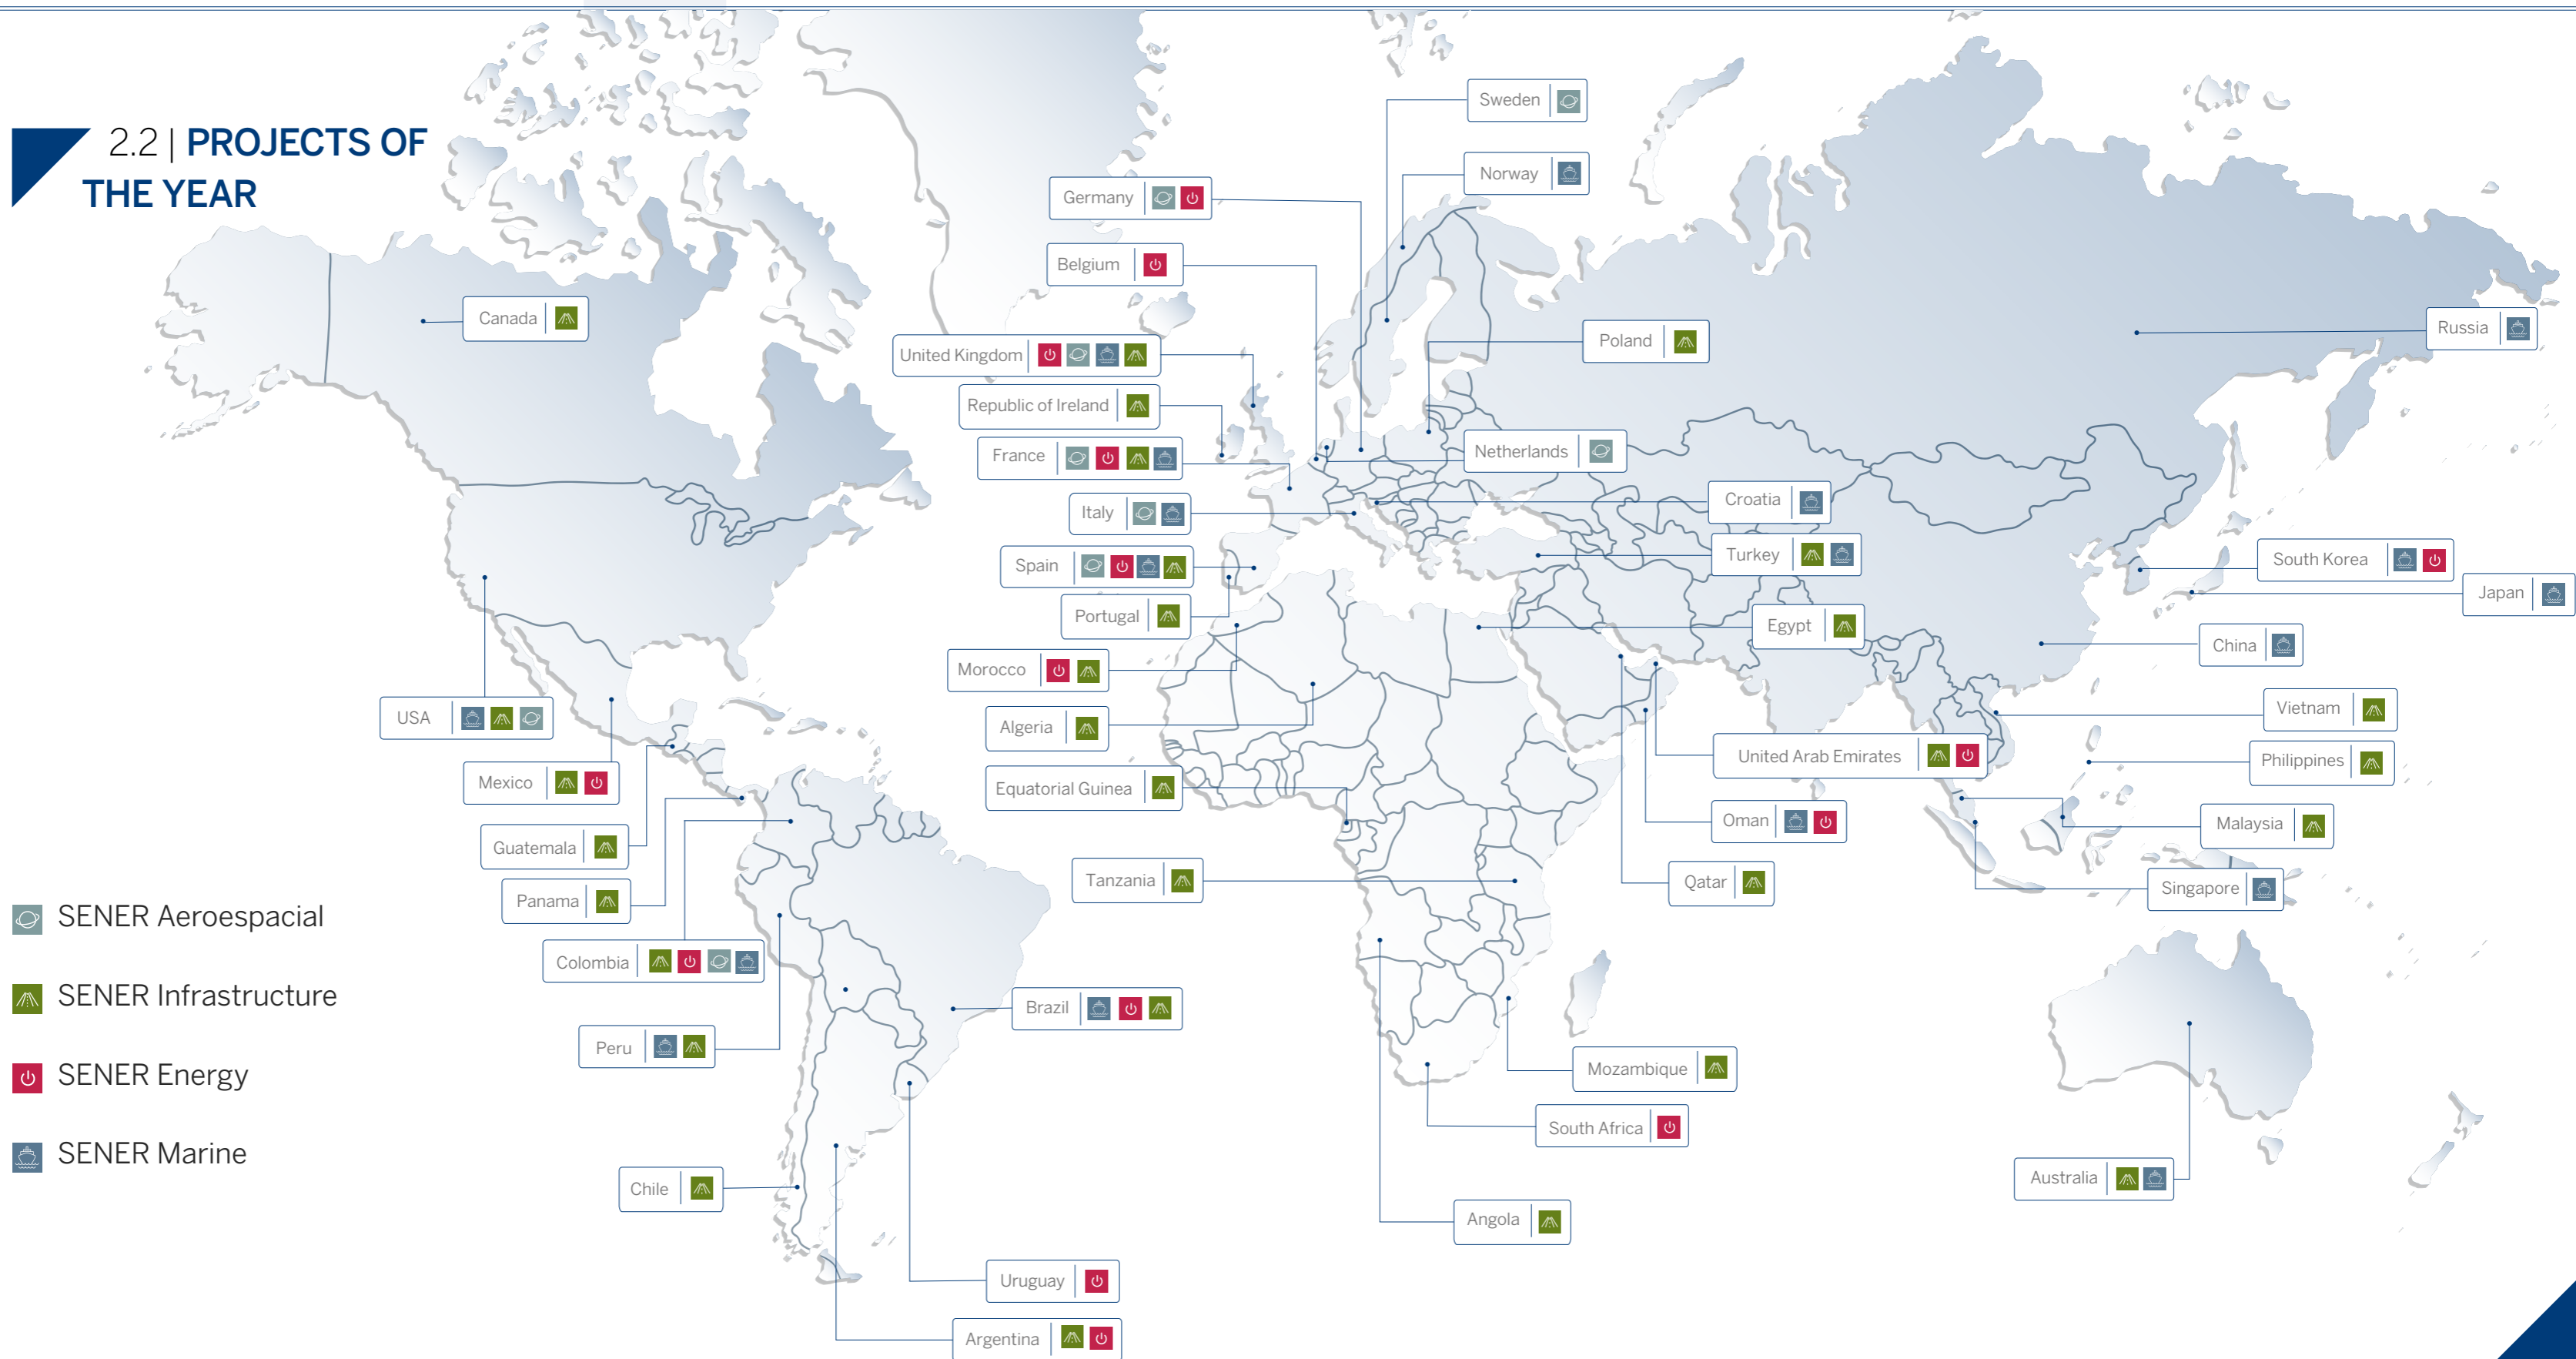 2.2 | PROJECTS OF
THE YEAR
Sweden
Norway
Germany
Belgium
Canada
United Kingdom
Poland
Russia
Republic of Ireland
France
Netherlands
Italy
Croatia
Spain
Turkey
South Korea
Portugal
Japan
Egypt
China
Morocco
USA
Algeria
Vietnam
United Arab Emirates
Philippines
Mexico
Equatorial Guinea
Oman
Malaysia
Guatemala
Tanzania
Qatar
Singapore
Panama
SENER Aeroespacial
Colombia
SENER Infrastructure
Brazil
Peru
SENER Energy
Mozambique
South Africa
SENER Marine
Australia
Chile
Angola
Uruguay
Argentina